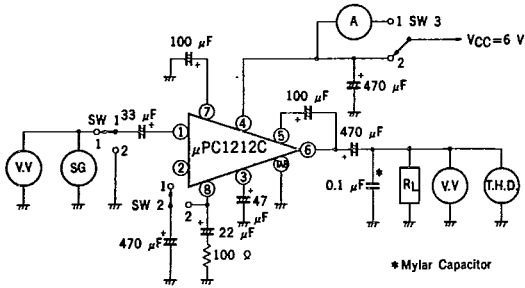 A
1 SW 3
VCC=6 V
2
100 μF
470 μF
7
4
100 μF
SW 1
33 μF
1
2
1
5
470 μF
μPC1212C
6
V.V
SG
2
TAB
1
SW 2
2
8
3
47 μF
0.1 μF
*
RL
V.V
T.H.D.
470 μF
22 μF
100 Ω
*Mylar Capacitor